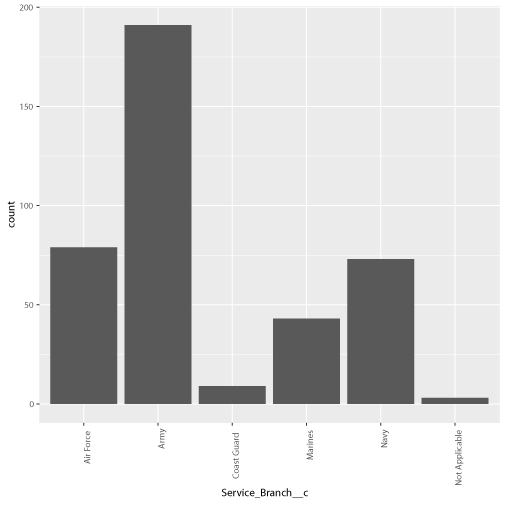 200
150
100
50
0
count
Air Force
Army
Coast Guard
Marines
Navy
Not Applicable
Service_Branch__c